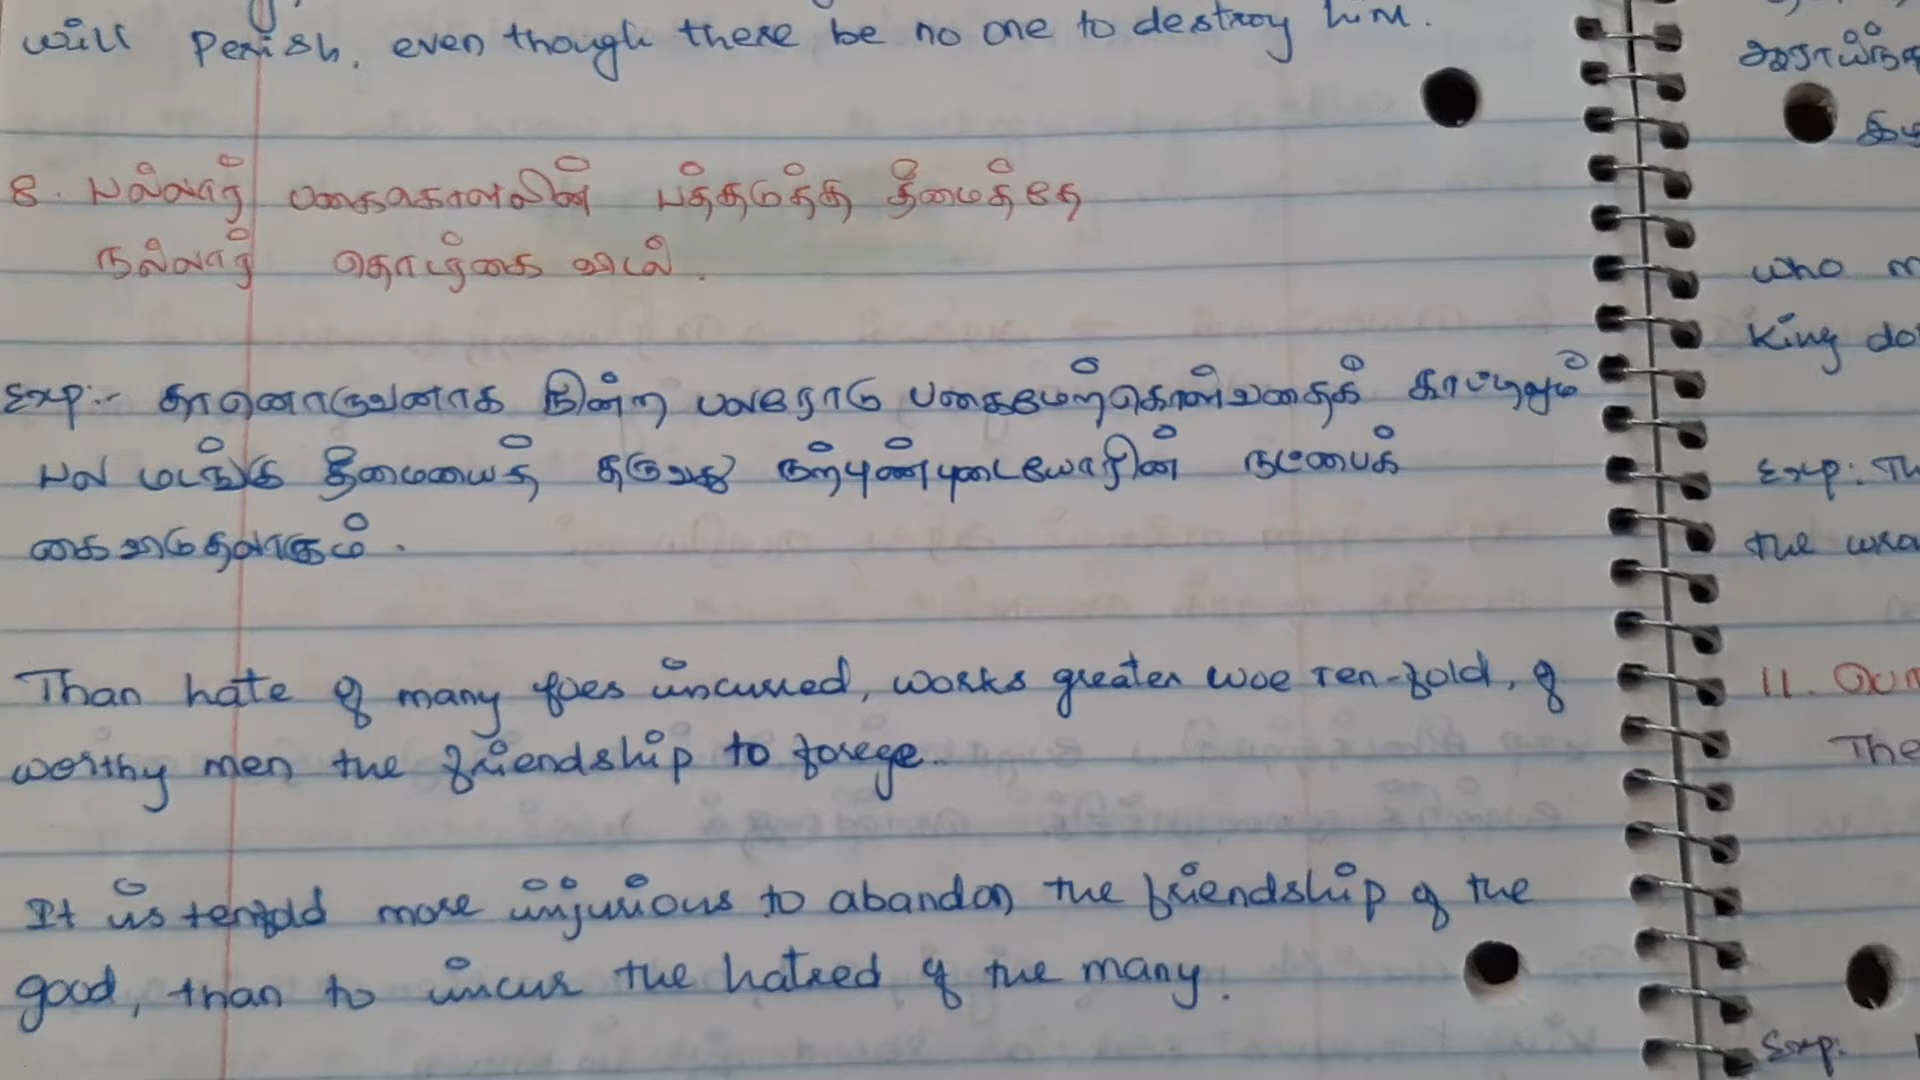 will Perish, even though there be no one to destroy him.
8. பல்லார் பகைகொளலின் பத்தடுத்த தீமைத்தே
நல்லார் தொடர்கை விடல்.
Exp:- தானொருவனாக நின்று பலரோடு பகைமேற்கொள்வதைக் காட்டிலும்
பல மடங்கு தீமையைத் தருவது நற்பண்புடையோரின் நட்பைக்
கைவிடுதலாகும்.
Than hate of many foes incurred, works greater woe Ten-fold, of
worthy men the friendship to forego.
It is tenfold more injurious to abandon the friendship of the
good, than to incur the hatred of the many.
who
King do
Exp: Th
the
11.
The
Exp: